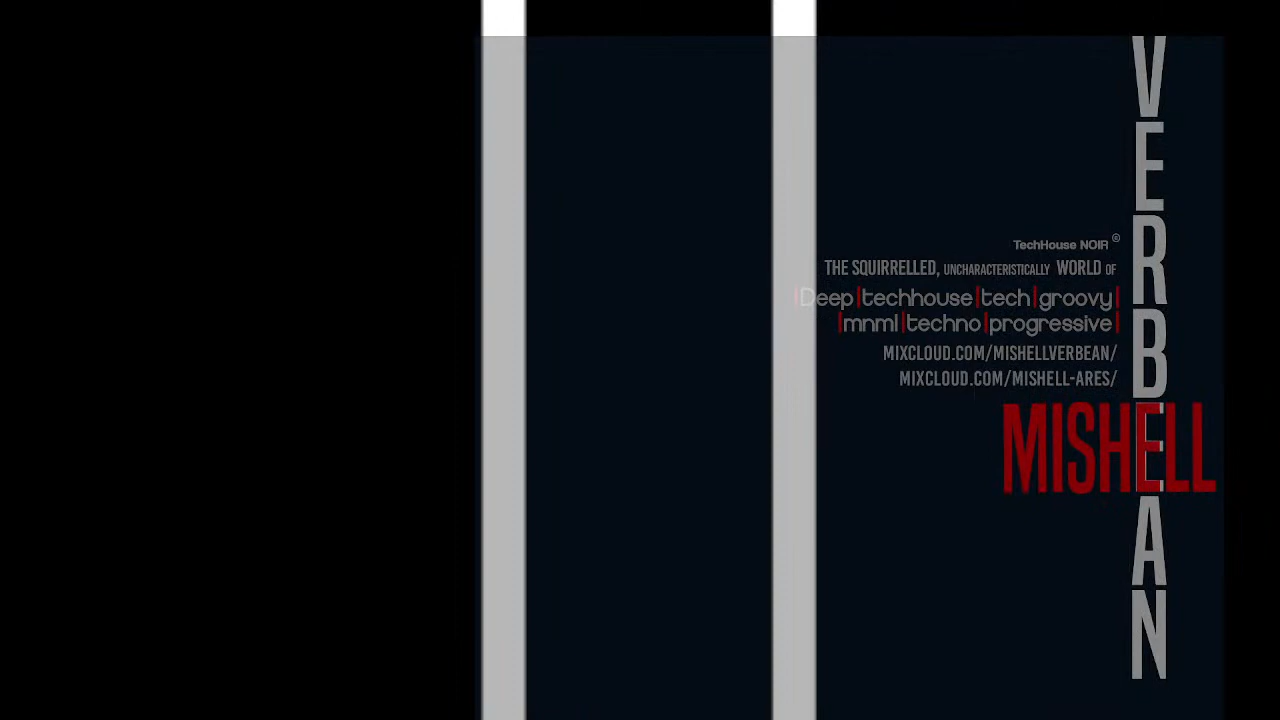 VERBEAN
TechHouse NOIR ®
THE SQUIRRELLED, UNCHARACTERISTICALLY WORLD OF
|Deep|techhouse|tech|groovy|
|mnml|techno|progressive|
MIXCLOUD.COM/MISHELLVERBEAN/
MIXCLOUD.COM/MISHELL-ARES/
MISHELL